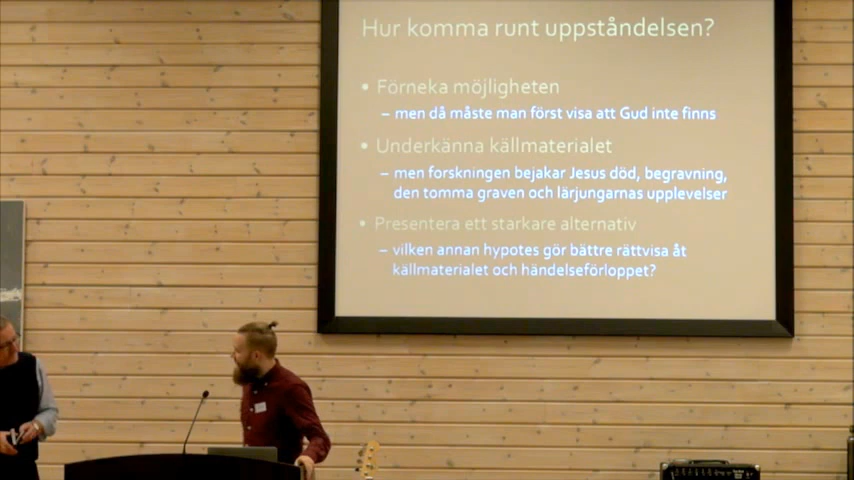 Hur komma runt uppståndelsen?
• Förneka möjligheten
– men då måste man först visa att Gud inte finns
• Underkänna källmaterialet
– men forskningen bejakar Jesus död, begravning,
den tomma graven och lärjungarnas upplevelser
• Presentera ett starkare alternativ
– vilken annan hypotes gör bättre rättvisa åt
källmaterialet och händelseförloppet?